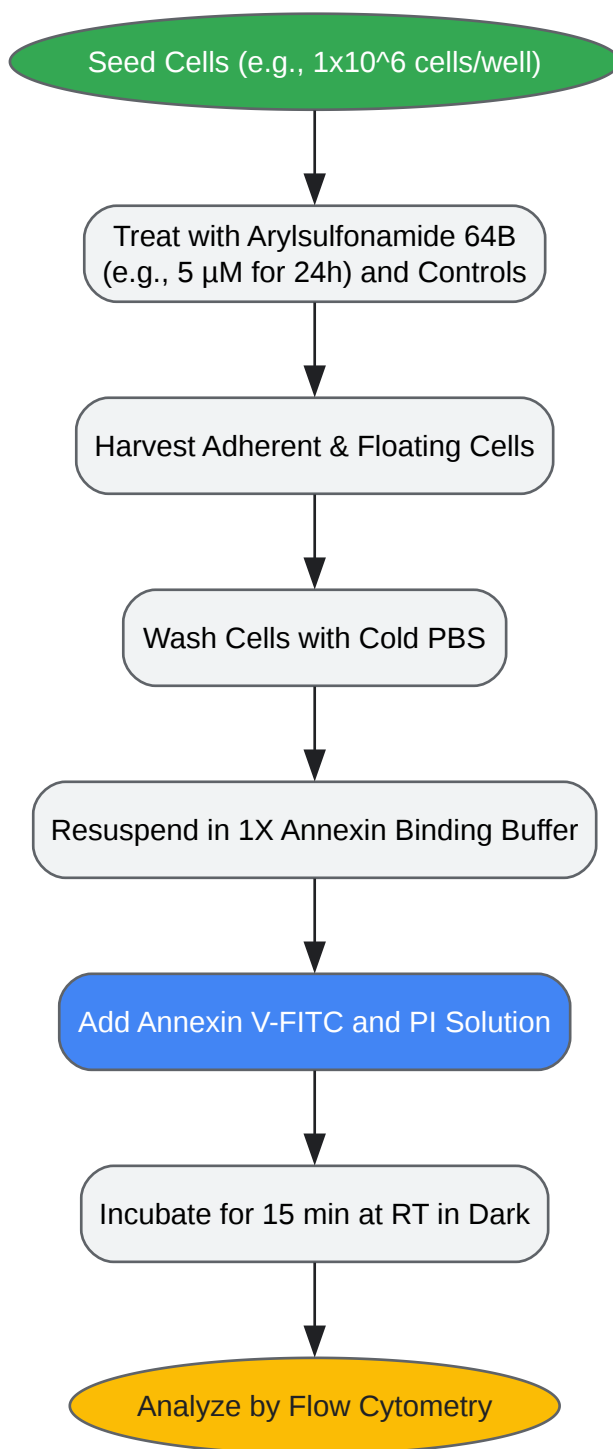 Seed Cells (e.g., 1x10^6 cells/well)
Treat with Arylsulfonamide 64B
(e.g., 5 µM for 24h) and Controls
Harvest Adherent & Floating Cells
Wash Cells with Cold PBS
Resuspend in 1X Annexin Binding Buffer
Add Annexin V-FITC and PI Solution
Incubate for 15 min at RT in Dark
Analyze by Flow Cytometry